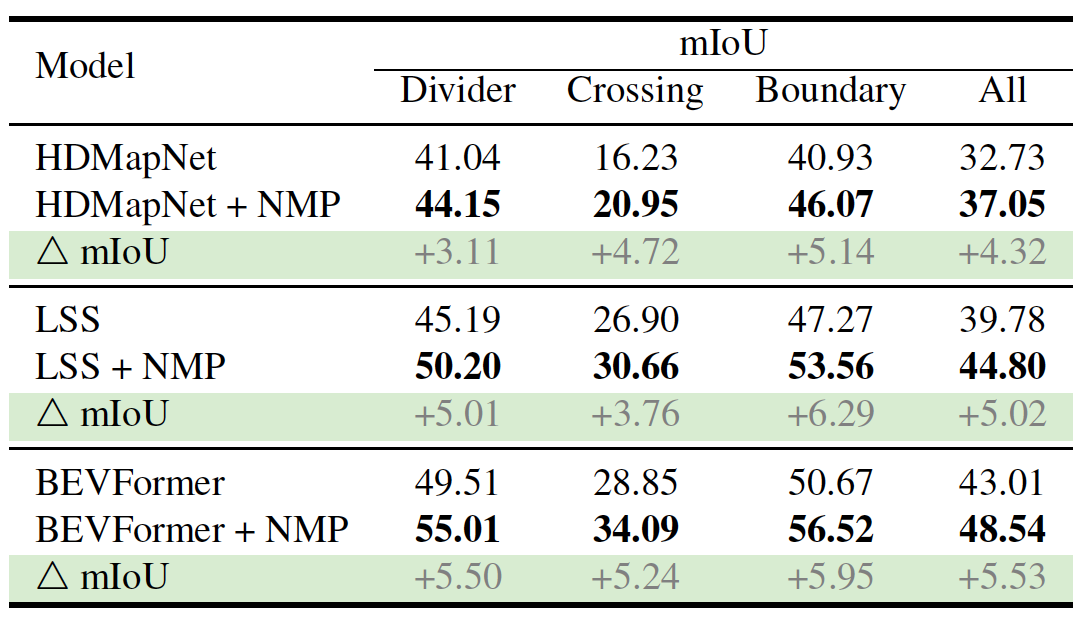 Model mIoU
Divider Crossing Boundary All
HDMapNet 41.04 16.23 40.93 32.73
HDMapNet + NMP 44.15 20.95 46.07 37.05
△ mIoU +3.11 +4.72 +5.14 +4.32
LSS 45.19 26.90 47.27 39.78
LSS + NMP 50.20 30.66 53.56 44.80
△ mIoU +5.01 +3.76 +6.29 +5.02
BEVFormer 49.51 28.85 50.67 43.01
BEVFormer + NMP 55.01 34.09 56.52 48.54
△ mIoU +5.50 +5.24 +5.95 +5.53